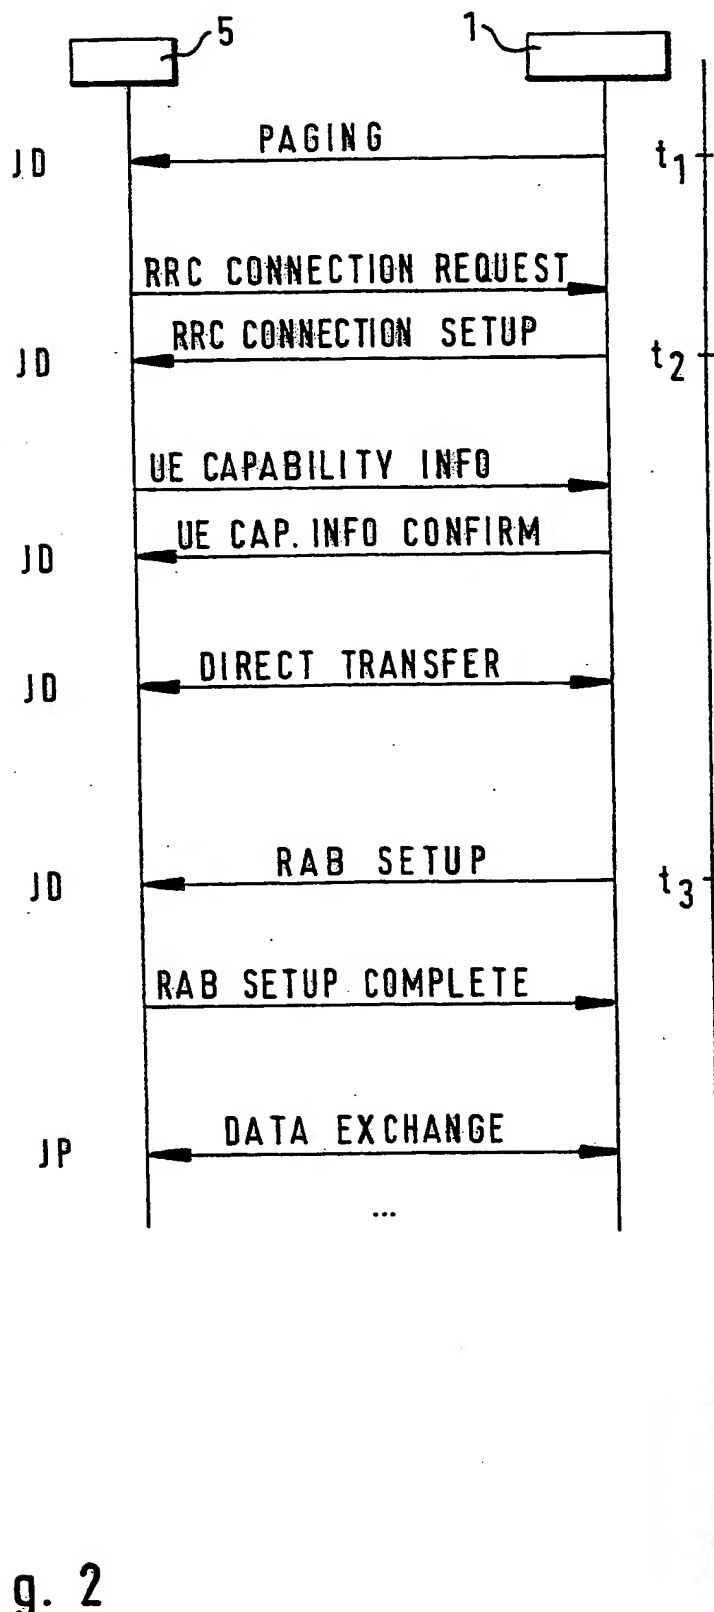 5 1
PAGING
JD t1
RRC CONNECTION REQUEST
RRC CONNECTION SETUP
JD t2
UE CAPABILITY INFO
UE CAP. INFO CONFIRM
JD
DIRECT TRANSFER
JD
RAB SETUP
JD t3
RAB SETUP COMPLETE
DATA EXCHANGE
JP
...
g. 2